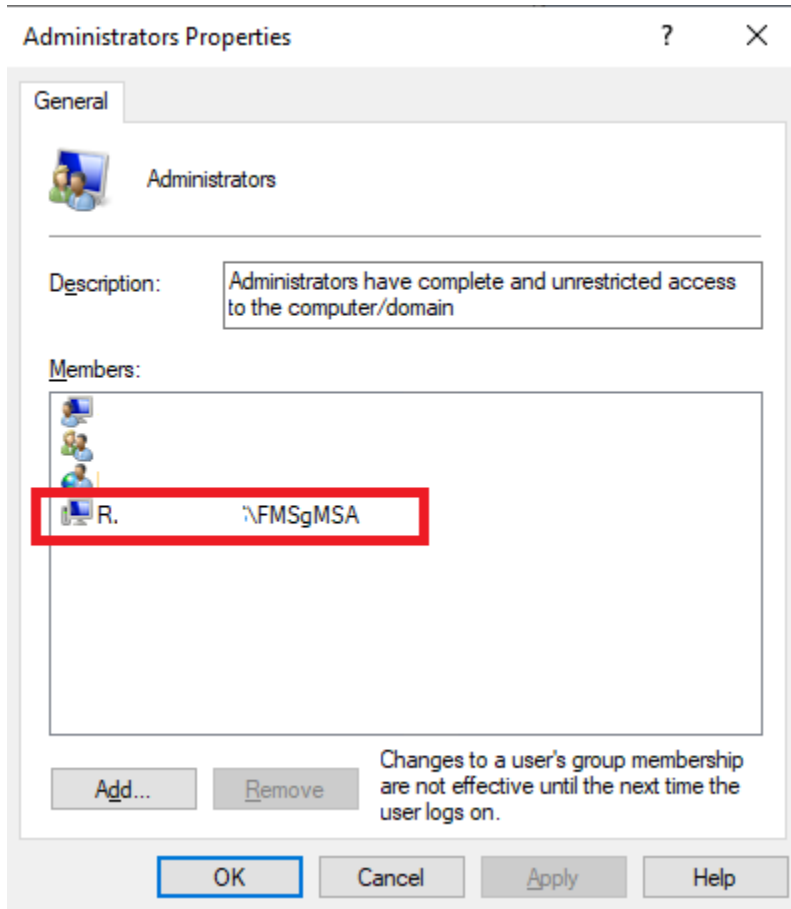 Administrators Properties
?
General
Administrators
Description:
Administrators have complete and unrestricted access
to the computer/domain
Members:
R. \FMSgMSA
Add...
Remove
Changes to a user's group membership
are not effective until the next time the
user logs on.
OK
Cancel
Apply
Help